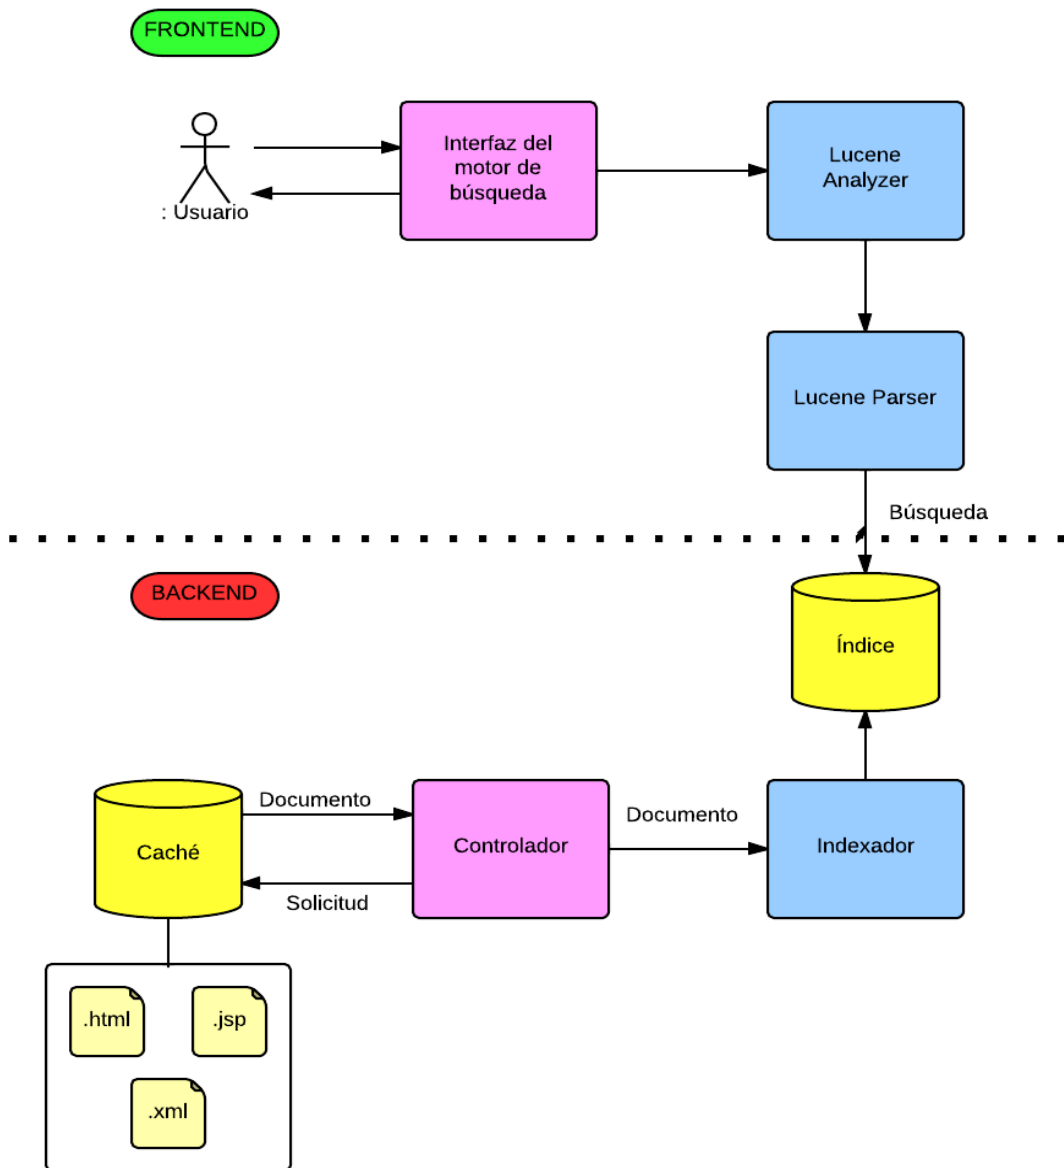 FRONTEND
Interfaz del
motor de
búsqueda
Lucene
Analyzer
: Usuario
Lucene Parser
Búsqueda
BACKEND
Índice
Documento
Caché
Solicitud
Controlador
Documento
Indexador
.html
.jsp
.xml